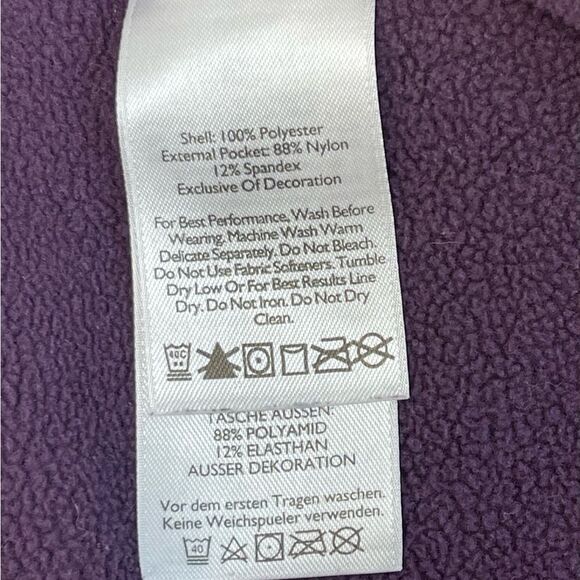 Shell: 100% Polyester
External Pocket: 88% Nylon
12% Spandex
Exclusive Of Decoration
For Best Performance, Wash Before
Wearing. Machine Wash Warm
Delicate Separately. Do Not Bleach.
Do Not Use Fabric Softeners. Tumble
Dry Low Or For Best Results Line
Dry. Do Not Iron. Do Not Dry
Clean.
40C
TASCHE AUSSEN:
88% POLYAMID
12% ELASTHAN
AUSSER DEKORATION
Vor dem ersten Tragen waschen.
Keine Weichspueler verwenden.
40